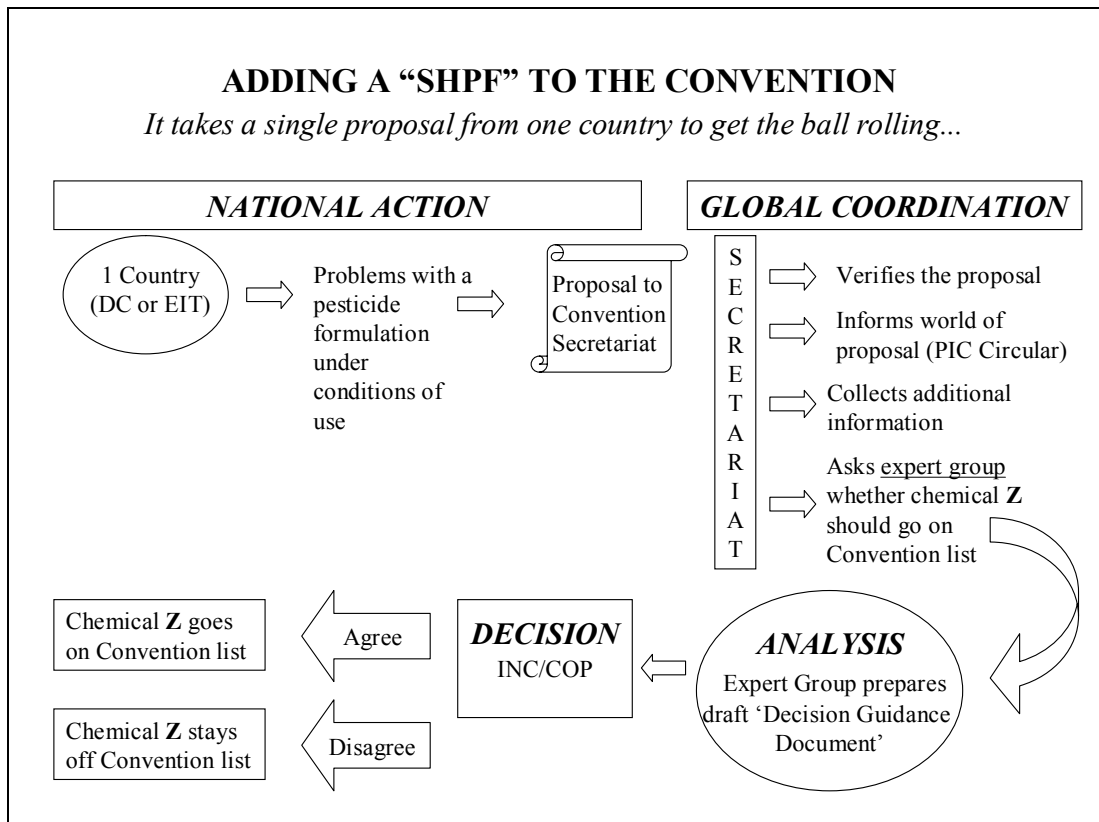 ADDING A “SHPF” TO THE CONVENTION
It takes a single proposal from one country to get the ball rolling...
NATIONAL ACTION
GLOBAL COORDINATION
1 Country
(DC or EIT)
Problems with a
pesticide
formulation
under
conditions of
use
Proposal to
Convention
Secretariat
S
E
C
R
E
T
A
R
I
A
T
Verifies the proposal
Informs world of
proposal (PIC Circular)
Collects additional
information
Asks expert group
whether chemical Z
should go on
Convention list
ANALYSIS
Expert Group prepares
draft ‘Decision Guidance
Document’
DECISION
INC/COP
Agree
Chemical Z goes
on Convention list
Disagree
Chemical Z stays
off Convention list